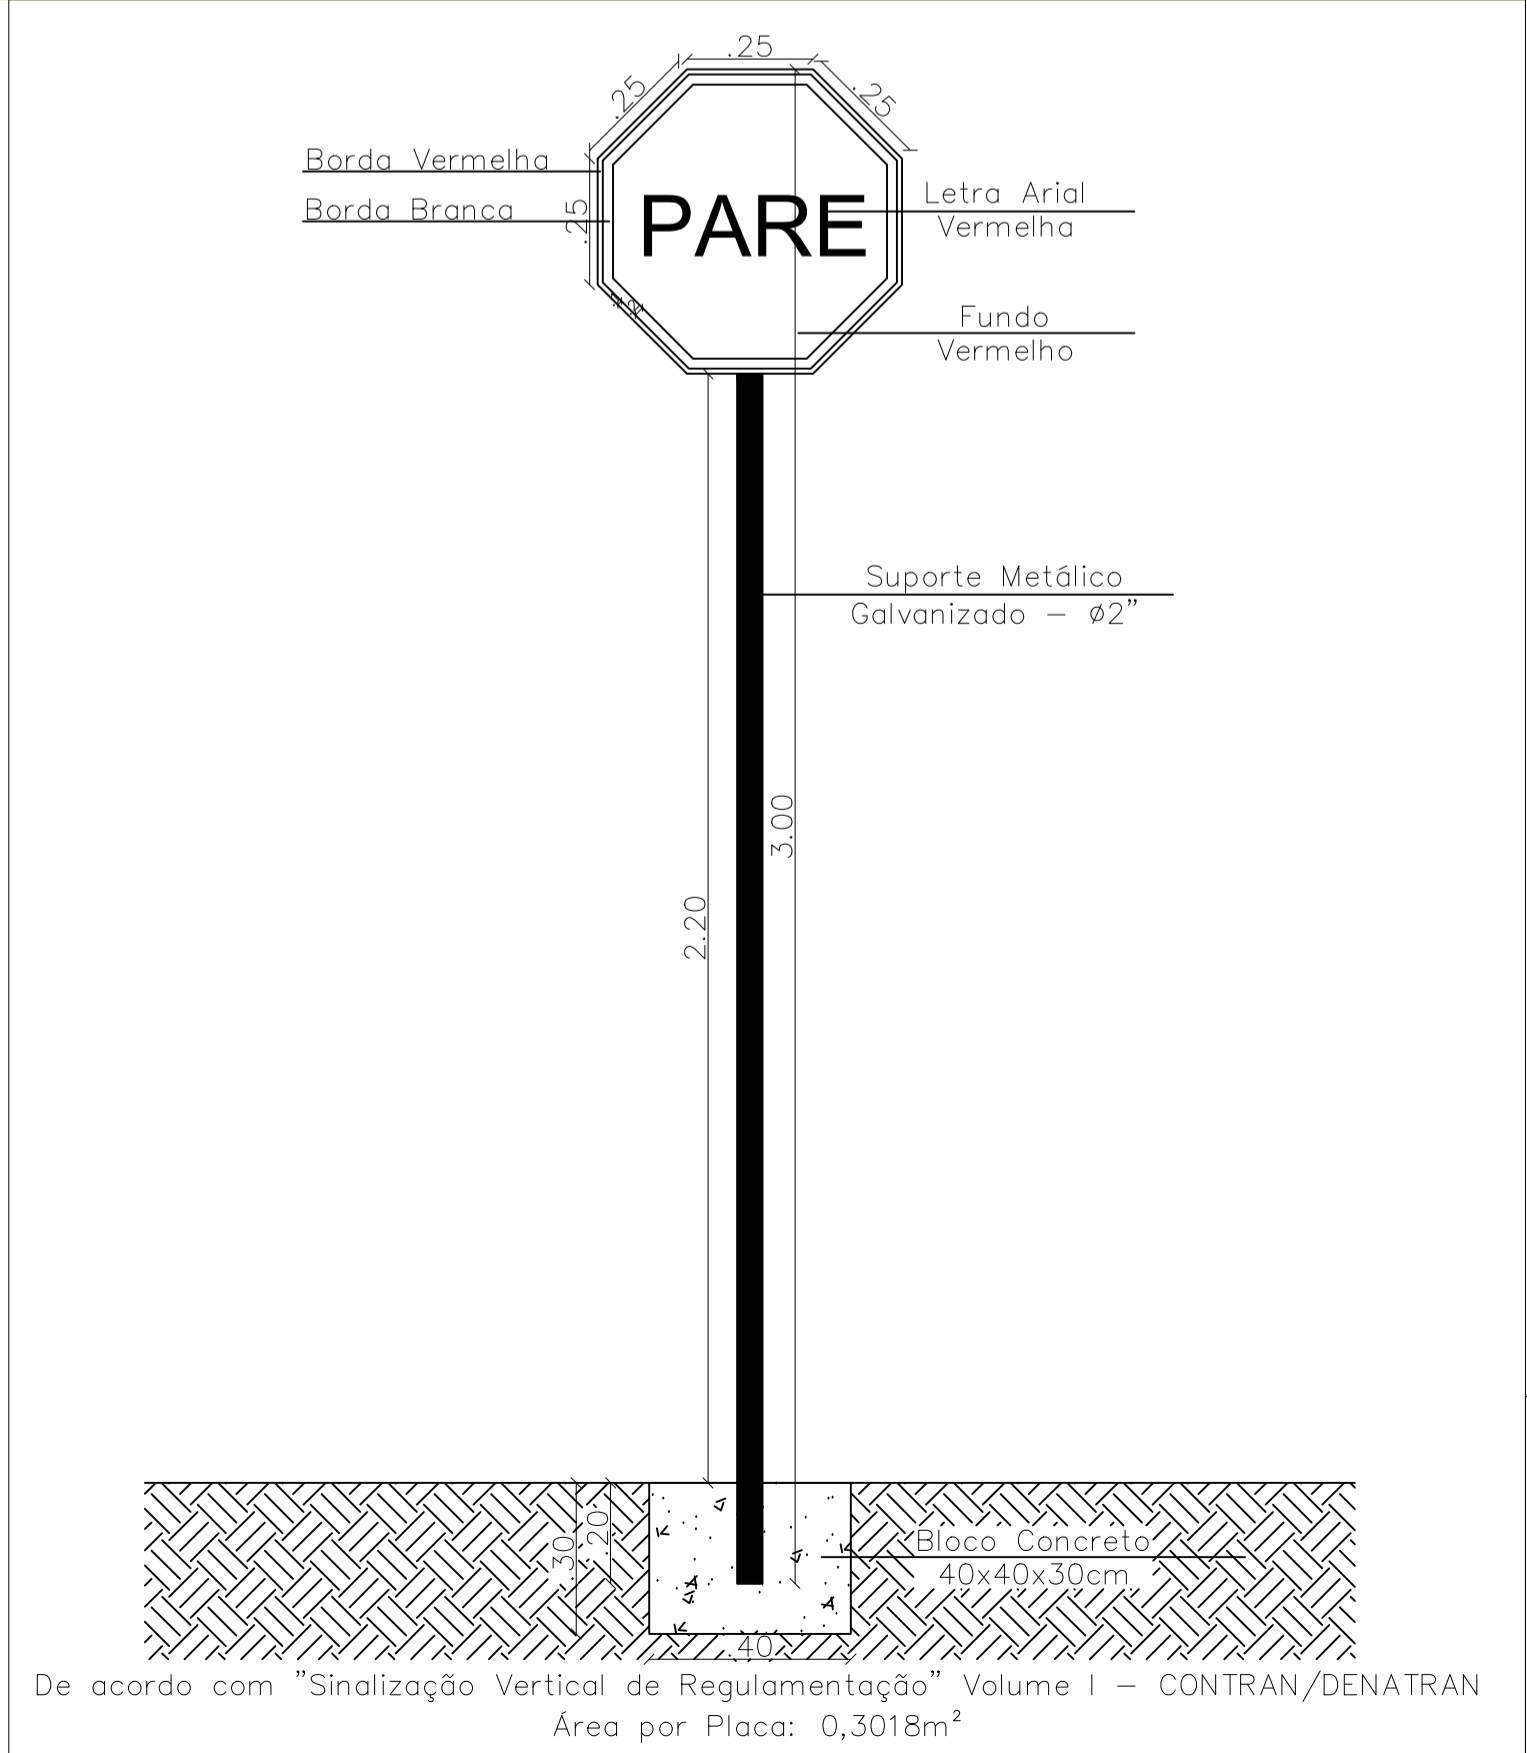 .25
.25
.25
Borda Vermelha
Borda Branca
.25
PARE
Letra Arial
Vermelha
Fundo
Vermelho
Suporte Metálico
Galvanizado – ø2”
3.00
2.20
.30
.20
Bloco Concreto
40x40x30cm
.40
De acordo com ”Sinalização Vertical de Regulamentação” Volume I – CONTRAN/DENATRAN
Área por Placa: 0,3018m²